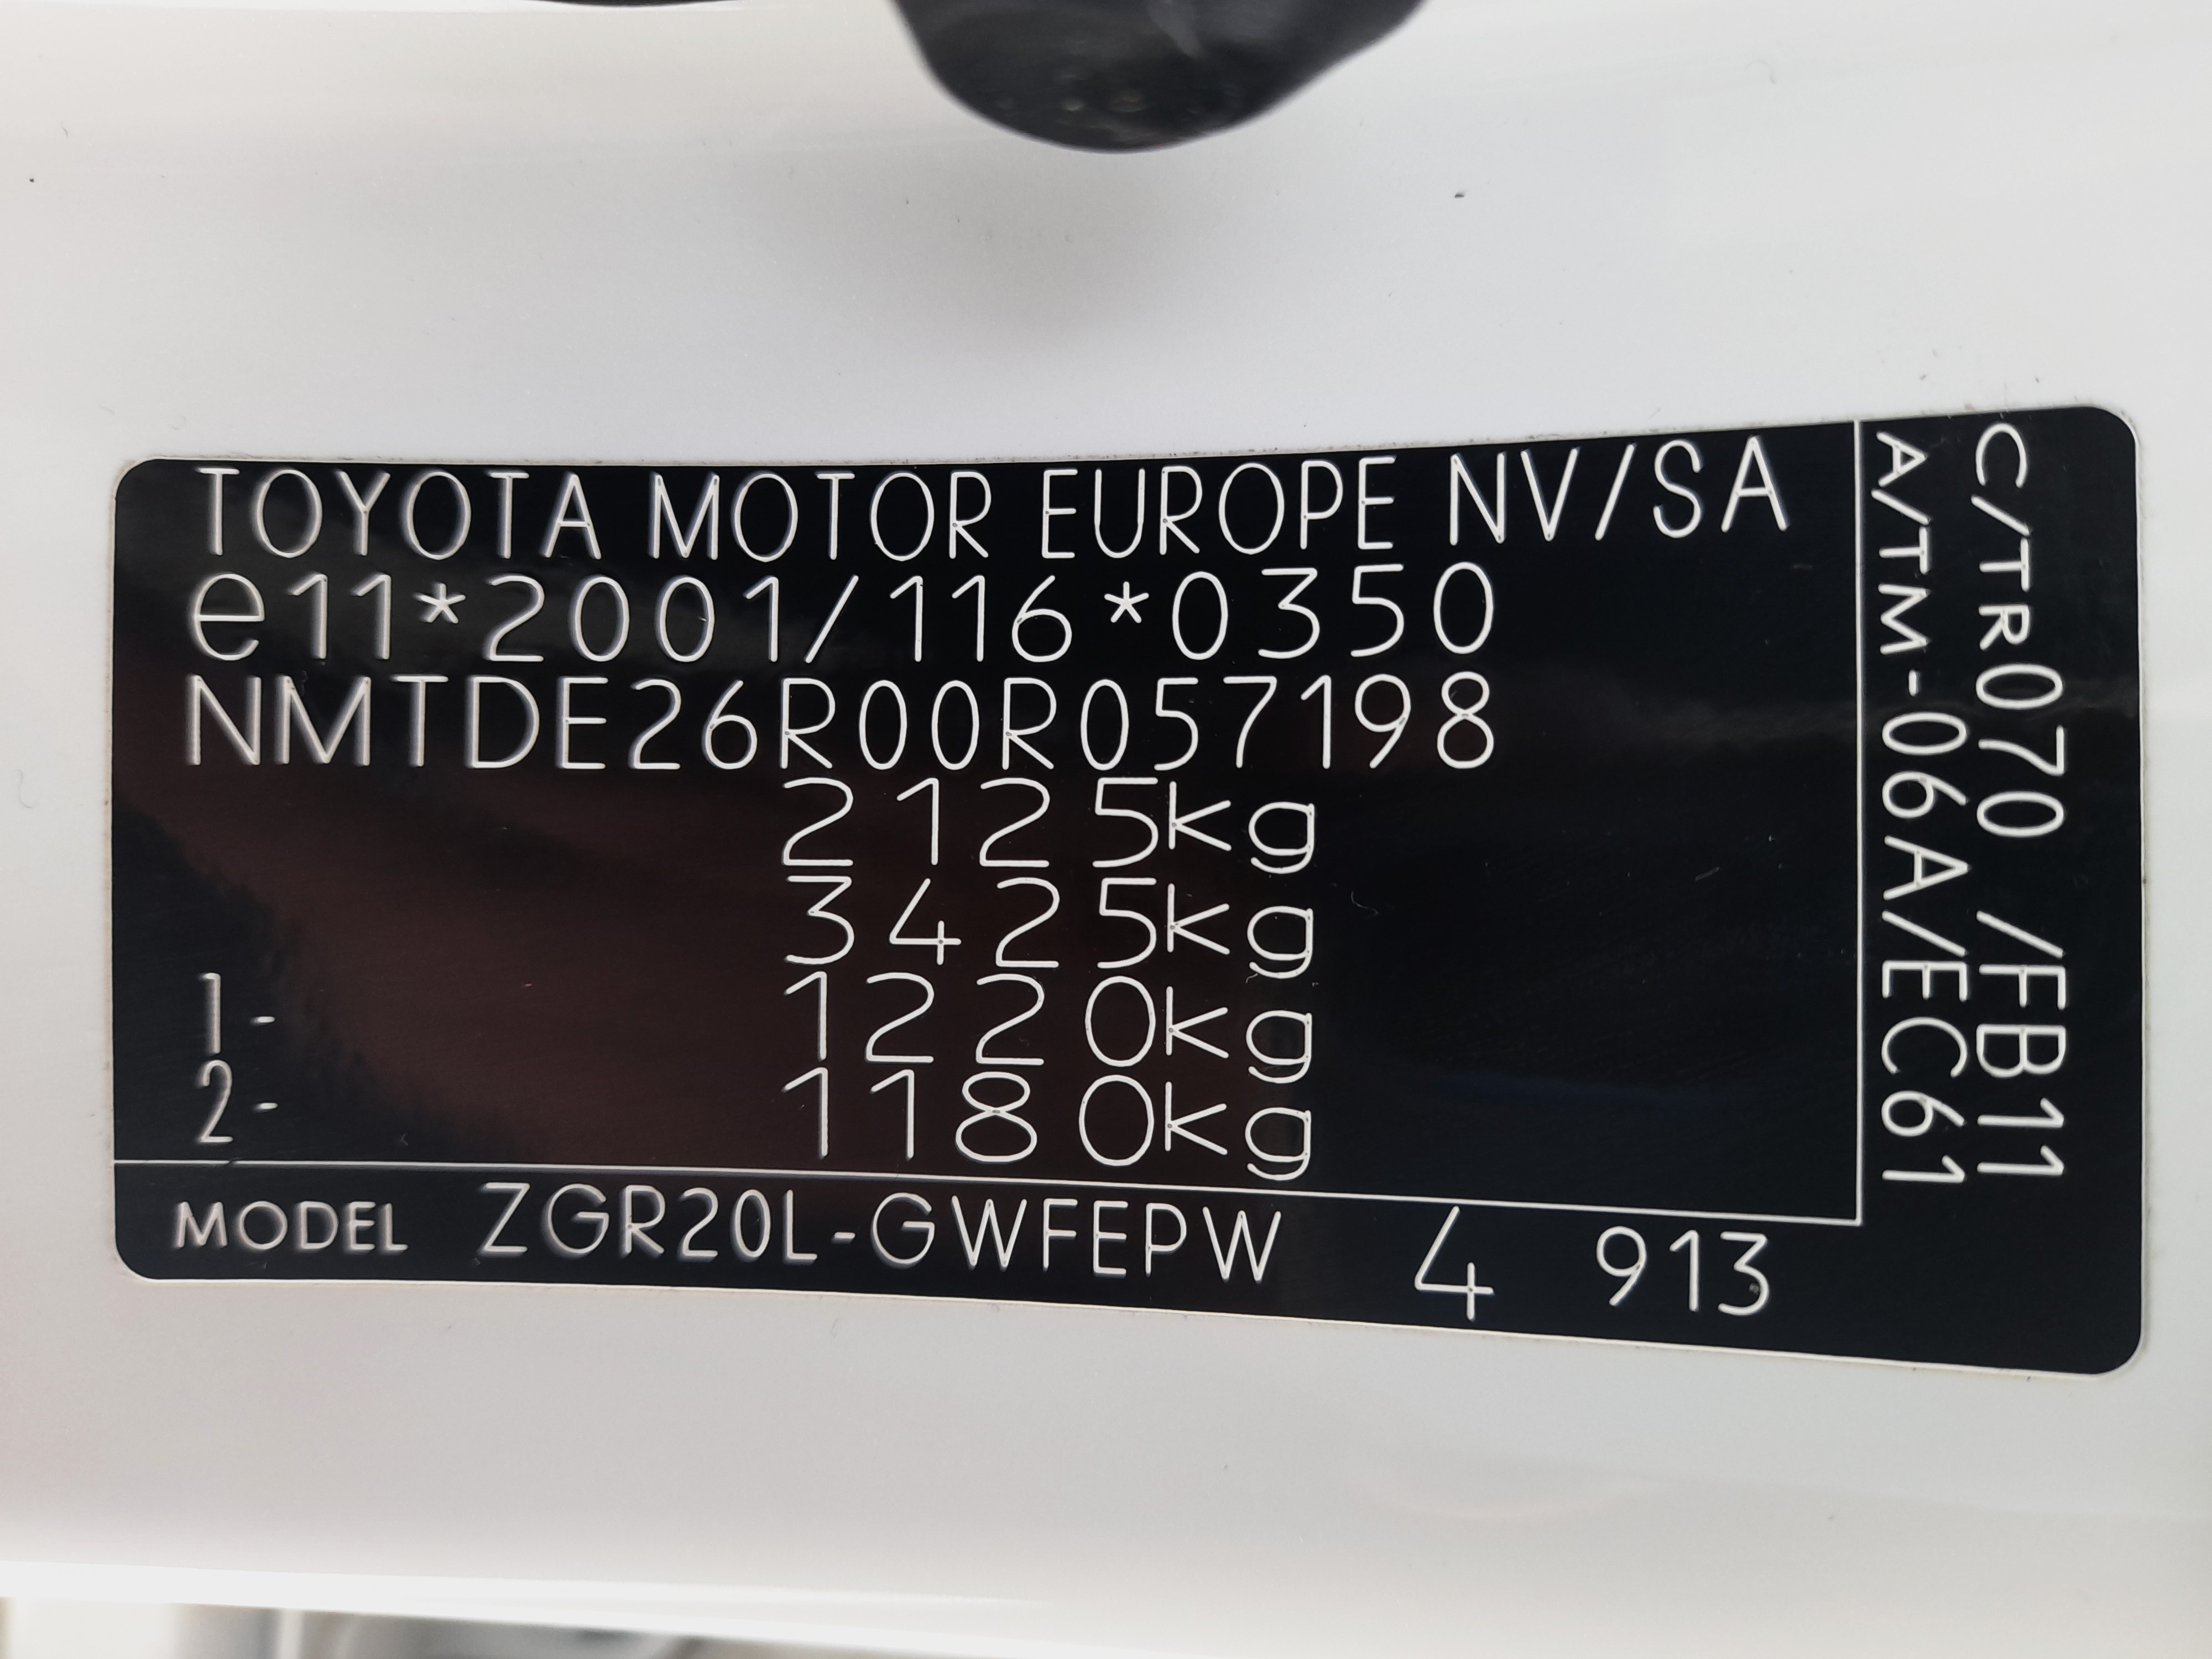 TOYOTA MOTOR EUROPE NV/SA
e11*2001/116*0350
NMTDE26R00R057198
2125kg
3425kg
1- 1220kg
2- 1180kg
MODEL ZGR20L-GWFEPW 4 913
C/TR070 /FB11
A/TM-06A/EC61